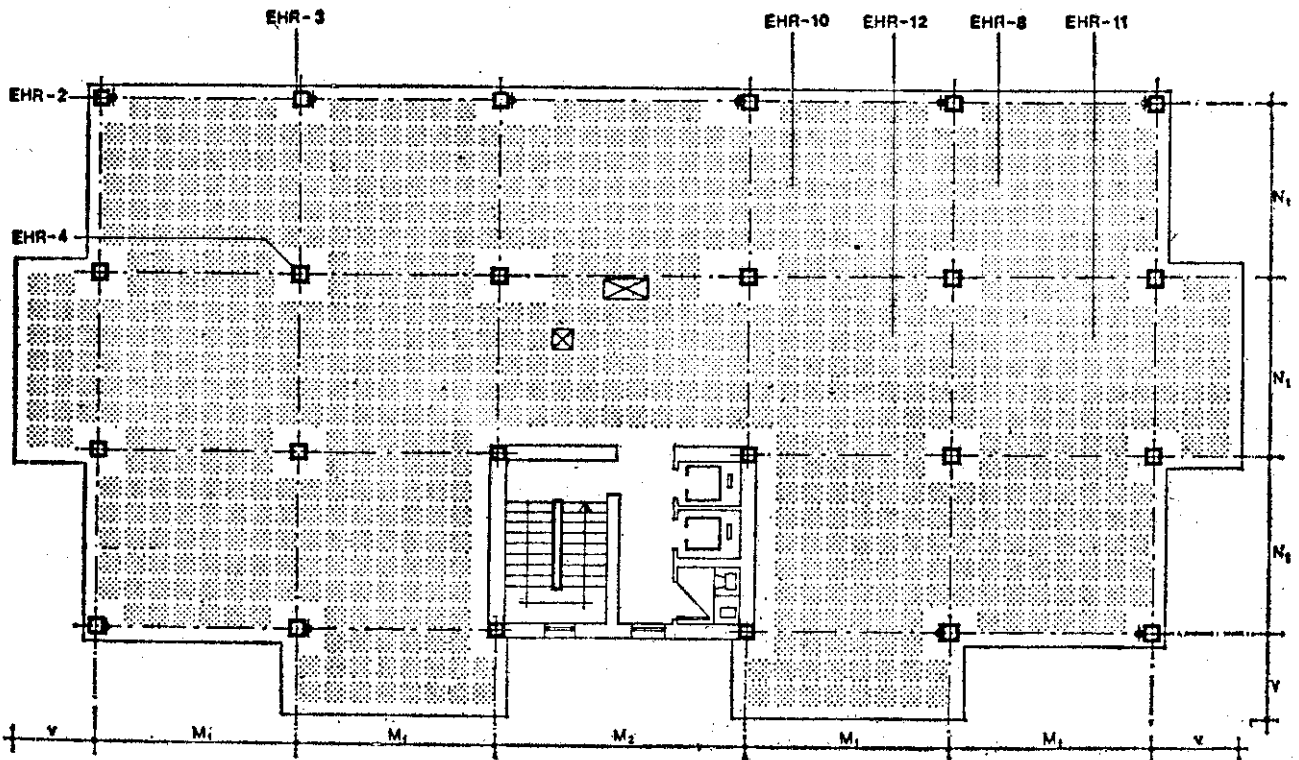 EHR-3
EHR-10 EHR-12 EHR-8 EHR-11
EHR-2
N₁
EHR-4
N₁
N₁
V
V M₁ M₁ M₂ M₁ M₁ V